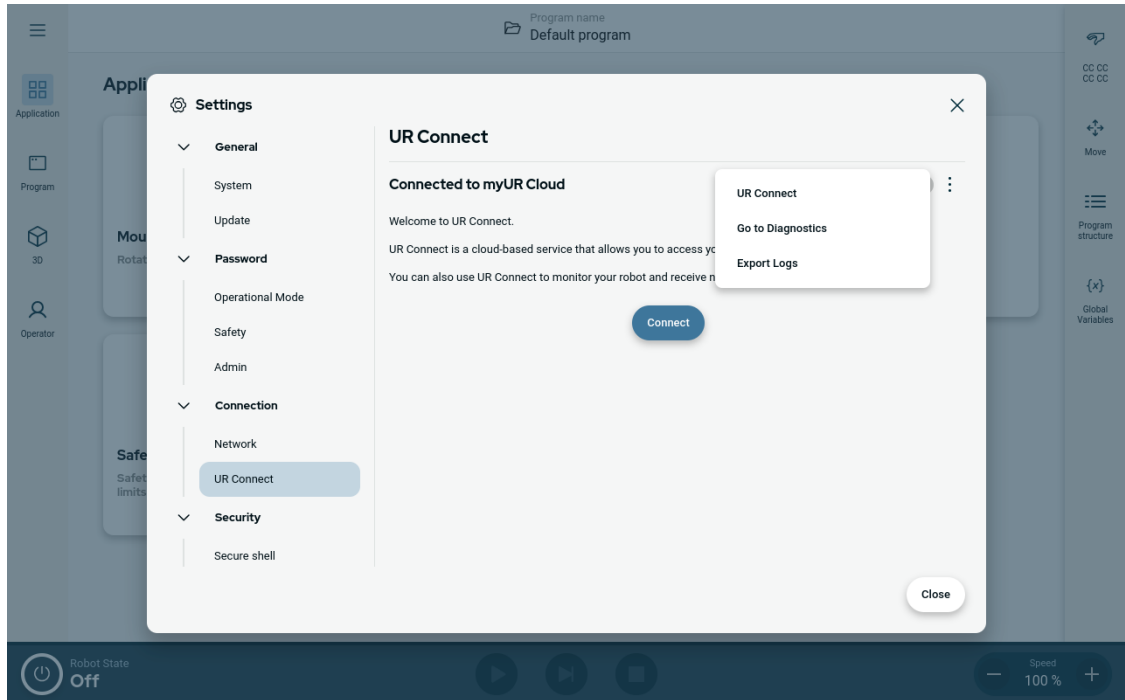 Program name
Default program
Application
Program
3D
Operator
Appli
Mou
Rotat
Safe
Safet
limits
Settings
General
System
Update
Password
Operational Mode
Safety
Admin
Connection
Network
UR Connect
Security
Secure shell
UR Connect
Connected to myUR Cloud
Welcome to UR Connect.
UR Connect is a cloud-based service that allows you to access yo
You can also use UR Connect to monitor your robot and receive n
Connect
UR Connect
Go to Diagnostics
Export Logs
Close
CC CC
CC CC
Move
Program
structure
{x}
Global
Variables
Robot State
Off
Speed
100 %